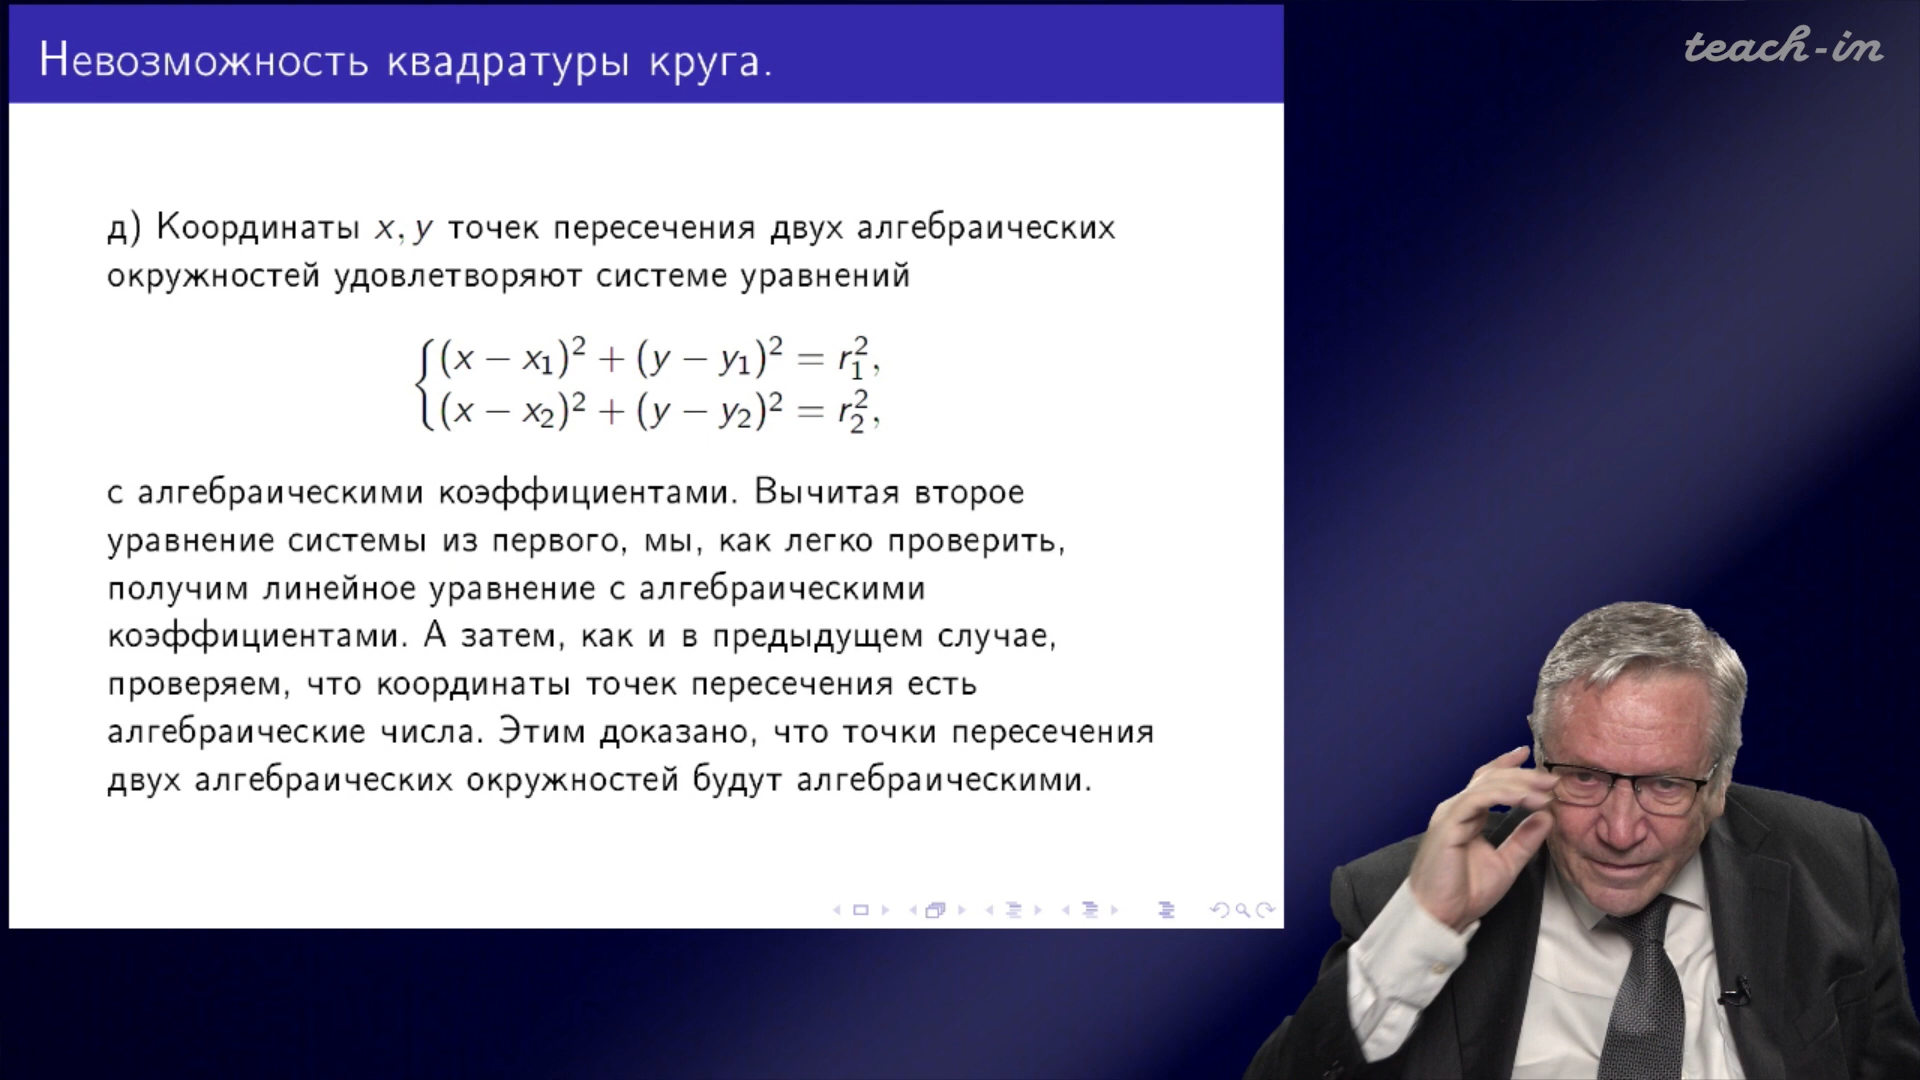 Невозможность квадратуры круга.
teach-in
д) Координаты x, y точек пересечения двух алгебраических
окружностей удовлетворяют системе уравнений
(x − x₁)² + (y − y₁)² = r₁²,
(x − x₂)² + (y − y₂)² = r₂²,
с алгебраическими коэффициентами. Вычитая второе
уравнение системы из первого, мы, как легко проверить,
получим линейное уравнение с алгебраическими
коэффициентами. А затем, как и в предыдущем случае,
проверяем, что координаты точек пересечения есть
алгебраические числа. Этим доказано, что точки пересечения
двух алгебраических окружностей будут алгебраическими.